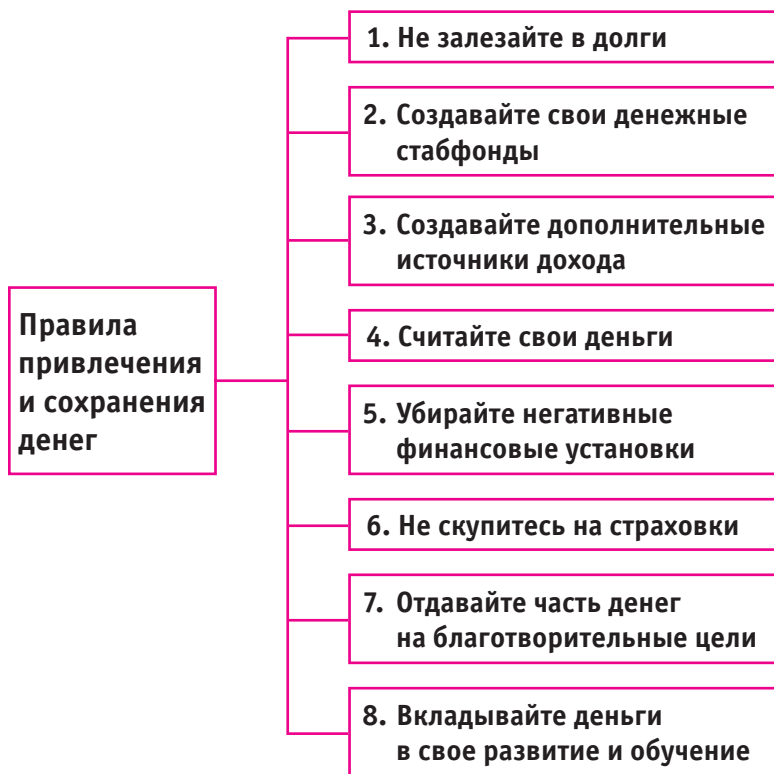 Правила
привлечения
и сохранения
денег
1. Не залезайте в долги
2. Создавайте свои денежные
стабфонды
3. Создавайте дополнительные
источники дохода
4. Считайте свои деньги
5. Убирайте негативные
финансовые установки
6. Не скупитесь на страховки
7. Отдавайте часть денег
на благотворительные цели
8. Вкладывайте деньги
в свое развитие и обучение